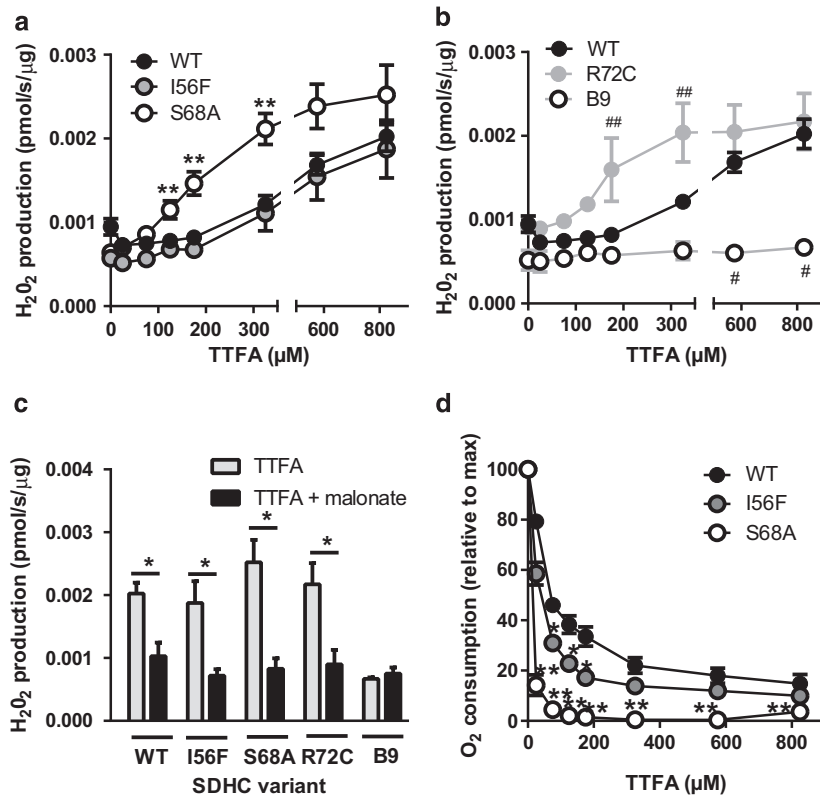 a
H₂0₂ production (pmol/s/µg)
0.003
0.002
0.001
0.000
WT
I56F
S68A
**
**
**
0
100
200
300
600
800
TTFA (µM)
b
H₂0₂ production (pmol/s/µg)
0.003
0.002
0.001
0.000
WT
R72C
B9
##
##
#
#
0
100
200
300
600
800
TTFA (µM)
c
H₂0₂ production (pmol/s/µg)
0.004
0.003
0.002
0.001
0.000
TTFA
TTFA + malonate
*
*
*
*
WT
I56F
S68A
R72C
B9
SDHC variant
d
O₂ consumption (relative to max)
100
80
60
40
20
0
WT
I56F
S68A
*
*
*
**
**
**
**
**
**
**
0
200
400
600
800
TTFA (µM)